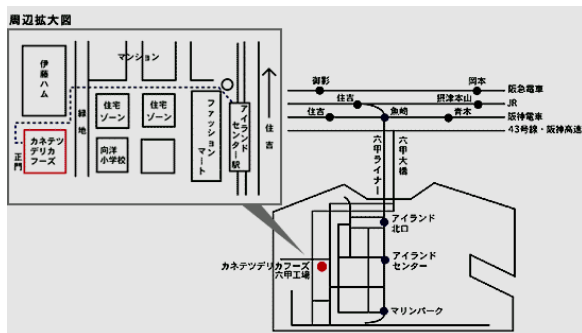 周辺拡大図
伊藤ハム
マンション
緑地
住宅
ゾーン
住宅
ゾーン
ファッションマート
アイランドセンター駅
住吉
カネテツ
デリカ
フーズ
正門
向洋
小学校
御影
岡本
阪急電車
住吉
摂津本山
JR
住吉
魚崎
青木
阪神電車
43号線・阪神高速
六甲ライナー
六甲大橋
アイランド
北口
カネテツデリカフーズ
六甲工場
アイランド
センター
マリンパーク